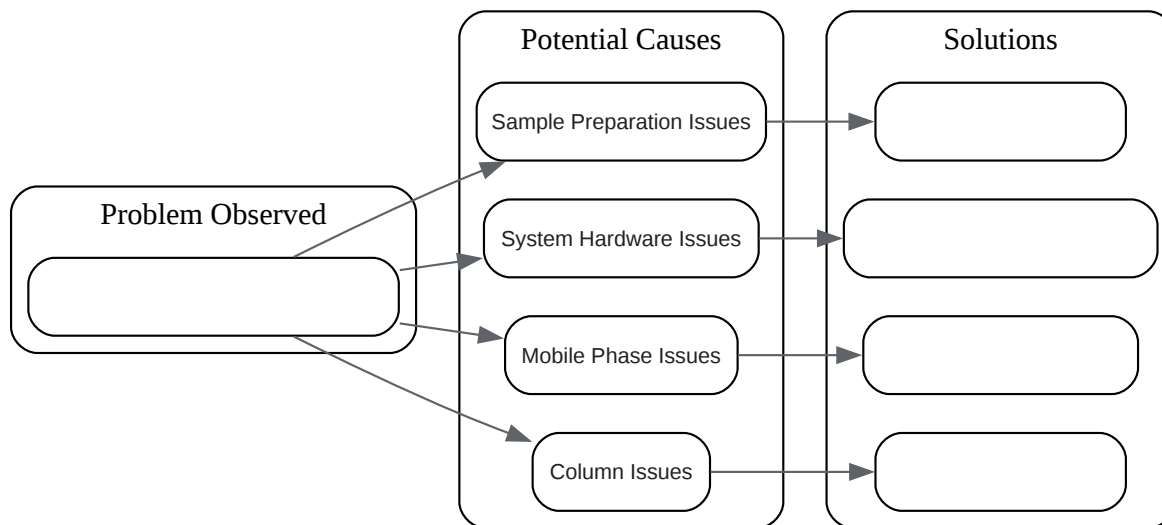 Potential Causes
Solutions
Sample Preparation Issues
Problem Observed
System Hardware Issues
Mobile Phase Issues
Column Issues